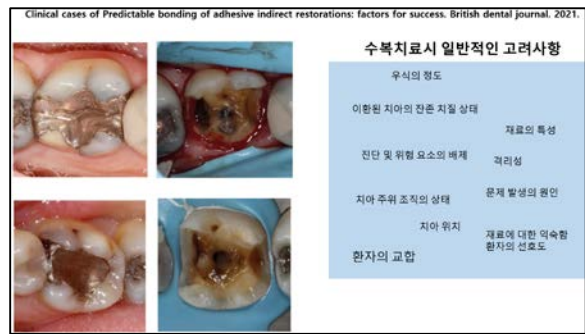 Clinical cases of Predictable bonding of adhesive indirect restorations: factors for success. British dental journal. 2021.
수복치료시 일반적인 고려사항
우식의 정도
이환된 치아의 잔존 치질 상태
재료의 특성
진단 및 위험 요소의 배제
격리성
치아 주위 조직의 상태
문제 발생의 원인
치아 위치
재료에 대한 익숙함
환자의 선호도
환자의 교합